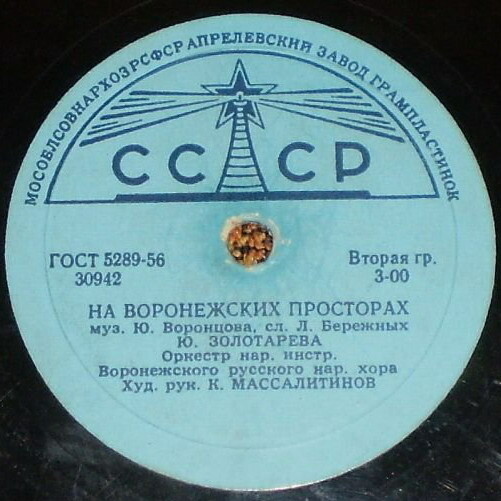 МОСОБЛСОВНАРХОЗ РСФСР АПРЕЛЕВСКИЙ ЗАВОД ГРАМПЛАСТИНОК
СССР
ГОСТ 5289-56
30942
Вторая гр.
3-00
НА ВОРОНЕЖСКИХ ПРОСТОРАХ
муз. Ю. Воронцова, сл. Л. Бережных
Ю. ЗОЛОТАРЕВА
Оркестр нар. инстр.
Воронежского русского нар. хора
Худ. рук. К. МАССАЛИТИНОВ